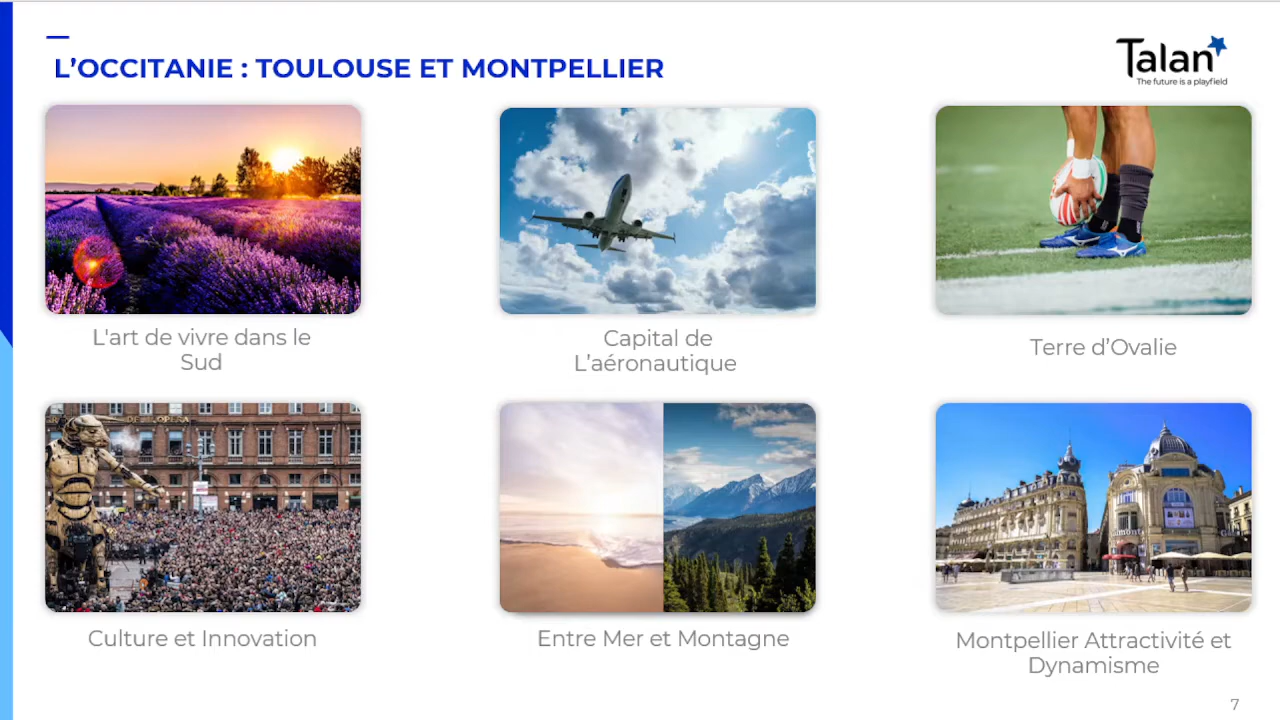 L'OCCITANIE : TOULOUSE ET MONTPELLIER
Talan
The future is a playfield
L'art de vivre dans le
Sud
Capital de
L'aéronautique
Terre d'Ovalie
Culture et Innovation
Entre Mer et Montagne
Montpellier Attractivité et
Dynamisme
7